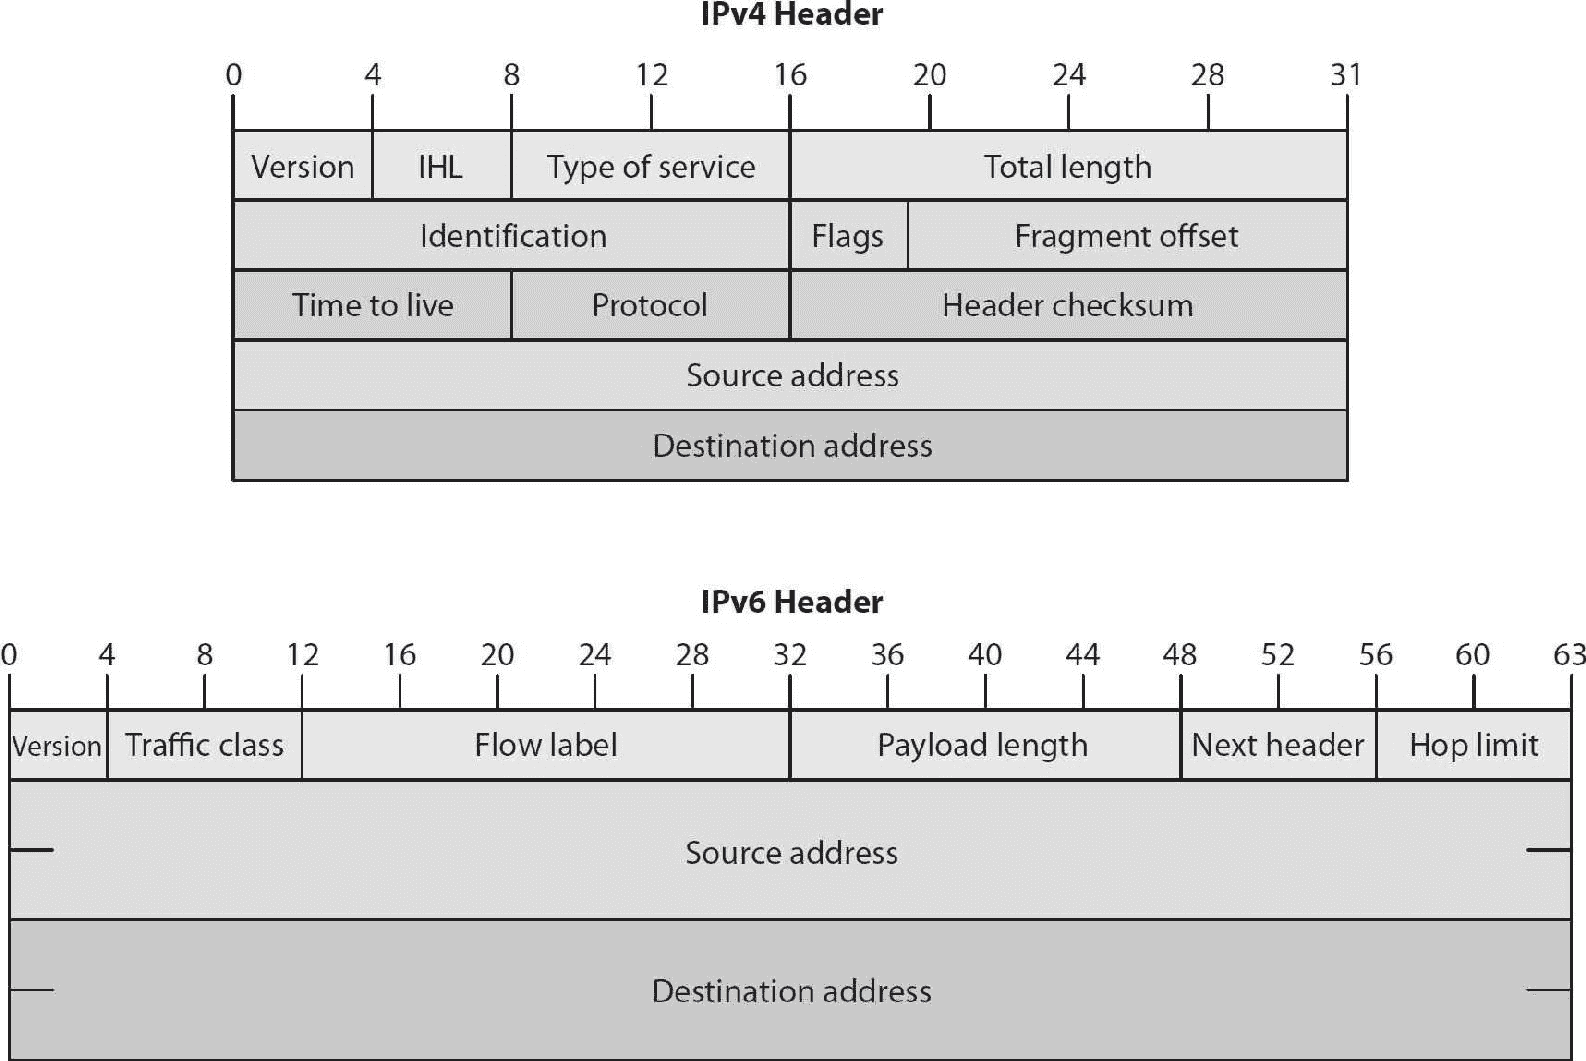 IPv4 Header
0 4 8 12 16 20 24 28 31
Version IHL Type of service Total length
Identification Flags Fragment offset
Time to live Protocol Header checksum
Source address
Destination address
IPv6 Header
0 4 8 12 16 20 24 28 32 36 40 44 48 52 56 60 63
Version Traffic class Flow label Payload length Next header Hop limit
Source address
Destination address